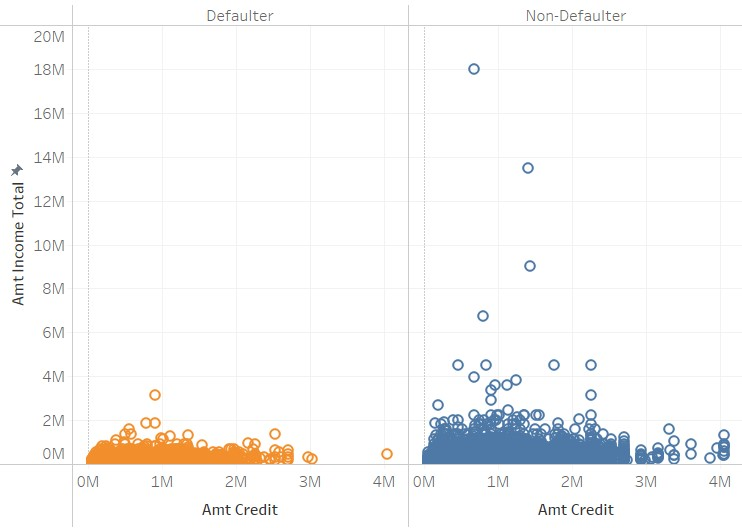 Defaulter Non-Defaulter
20M
18M
16M
14M
12M
10M
8M
6M
4M
2M
0M
Amt Income Total
0M 1M 2M 3M 4M 0M 1M 2M 3M 4M
Amt Credit Amt Credit